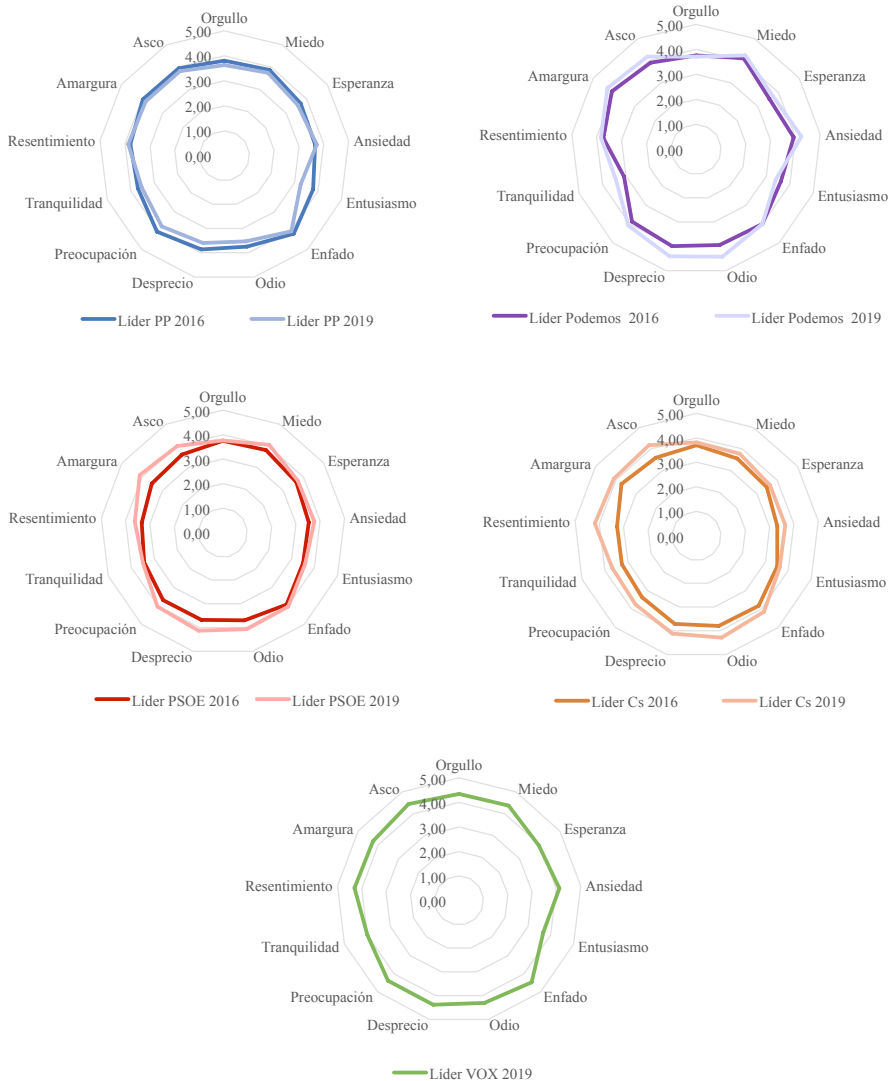 Orgullo
Miedo
Esperanza
Ansiedad
Entusiasmo
Enfado
Odio
Desprecio
Preocupación
Tranquilidad
Resentimiento
Amargura
Asco
5,00
4,00
3,00
2,00
1,00
0,00
Líder PP 2016
Líder PP 2019
Orgullo
Miedo
Esperanza
Ansiedad
Entusiasmo
Enfado
Odio
Desprecio
Preocupación
Tranquilidad
Resentimiento
Amargura
Asco
5,00
4,00
3,00
2,00
1,00
0,00
Líder Podemos 2016
Líder Podemos 2019
Orgullo
Miedo
Esperanza
Ansiedad
Entusiasmo
Enfado
Odio
Desprecio
Preocupación
Tranquilidad
Resentimiento
Amargura
Asco
5,00
4,00
3,00
2,00
1,00
0,00
Líder PSOE 2016
Líder PSOE 2019
Orgullo
Miedo
Esperanza
Ansiedad
Entusiasmo
Enfado
Odio
Desprecio
Preocupación
Tranquilidad
Resentimiento
Amargura
Asco
5,00
4,00
3,00
2,00
1,00
0,00
Líder Cs 2016
Líder Cs 2019
Orgullo
Miedo
Esperanza
Ansiedad
Entusiasmo
Enfado
Odio
Desprecio
Preocupación
Tranquilidad
Resentimiento
Amargura
Asco
5,00
4,00
3,00
2,00
1,00
0,00
Líder VOX 2019